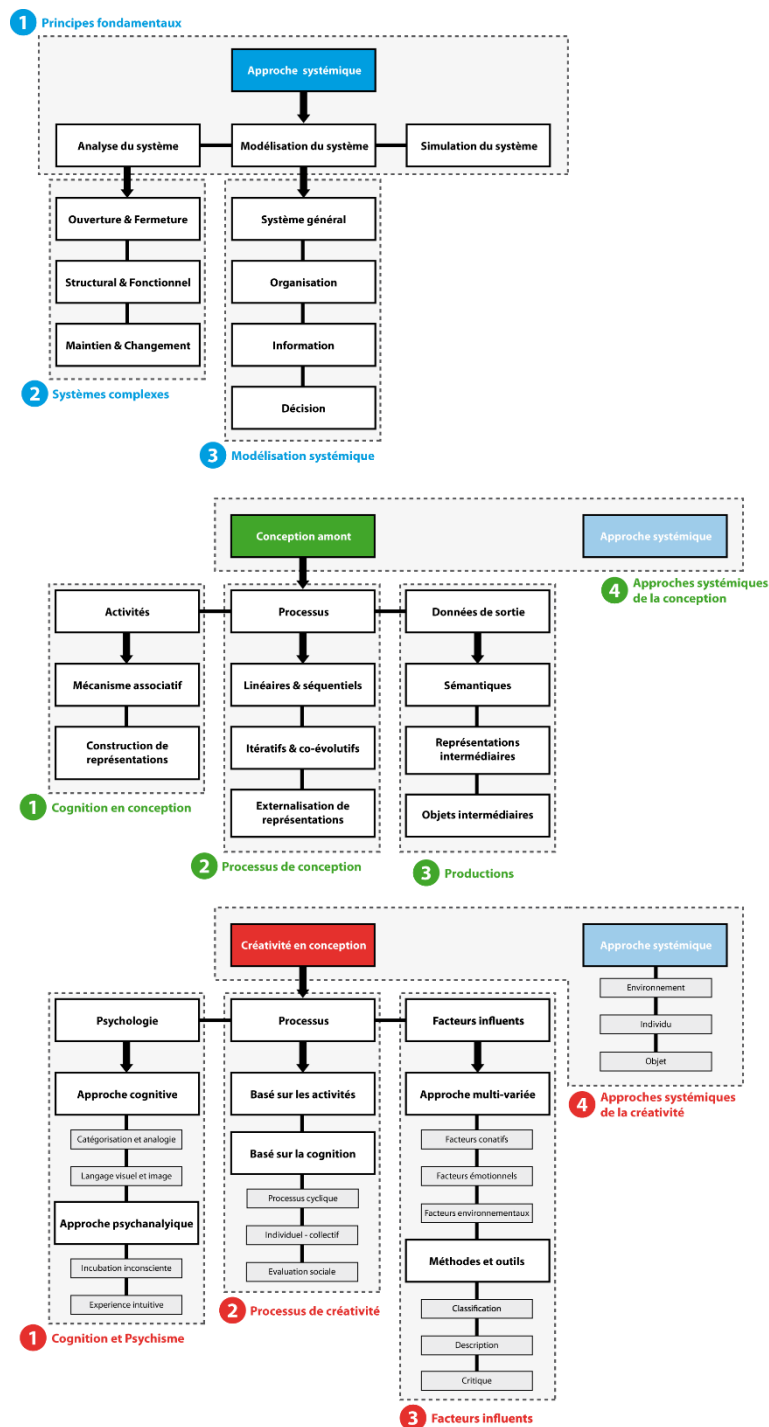 1 Principes fondamentaux
Approche systémique
Analyse du système
Modélisation du système
Simulation du système
Ouverture & Fermeture
Structural & Fonctionnel
Maintien & Changement
2 Systèmes complexes
Système général
Organisation
Information
Décision
3 Modélisation systémique
Conception amont
Approche systémique
4 Approches systémiques
de la conception
Activités
Processus
Données de sortie
Mécanisme associatif
Construction de
représentations
1 Cognition en conception
Linéaires & séquentiels
Itératifs & co-évolutifs
Externalisation de
représentations
2 Processus de conception
Sémantiques
Représentations
intermédiaires
Objets intermédiaires
3 Productions
Créativité en conception
Approche systémique
Environnement
Individu
Objet
4 Approches systémiques
de la créativité
Psychologie
Processus
Facteurs influents
Approche cognitive
Catégorisation et analogie
Langage visuel et image
Approche psychanalyique
Incubation inconsciente
Experience intuitive
1 Cognition et Psychisme
Basé sur les activités
Basé sur la cognition
Processus cyclique
Individuel - collectif
Evaluation sociale
2 Processus de créativité
Approche multi-variée
Facteurs conatifs
Facteurs émotionnels
Facteurs environnementaux
Méthodes et outils
Classification
Description
Critique
3 Facteurs influents